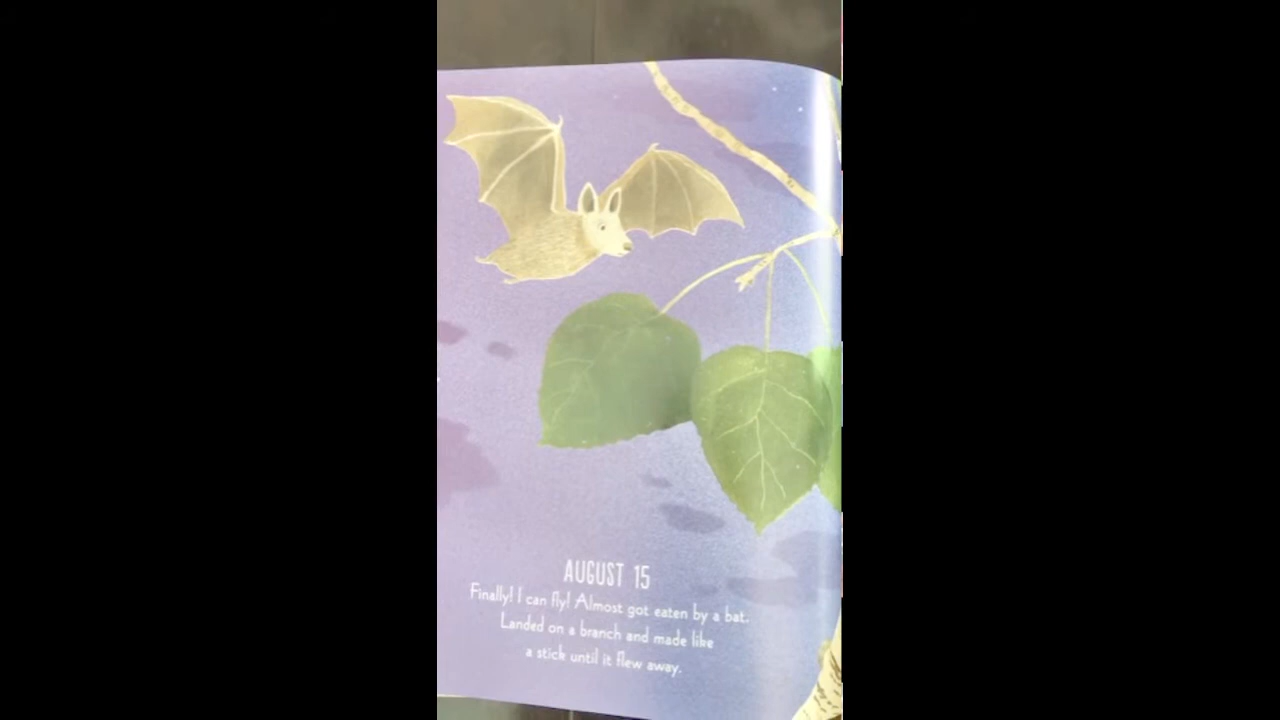 AUGUST 15
Finally! I can fly! Almost got eaten by a bat.
Landed on a branch and made like
a stick until it flew away.